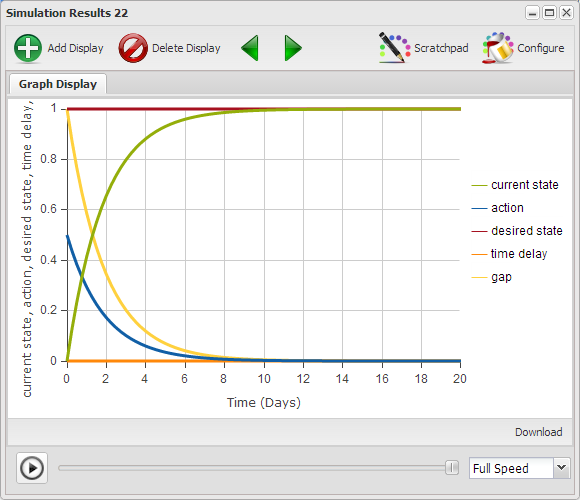 Simulation Results 22
Add Display
Delete Display
Scratchpad
Configure
Graph Display
current state, action, desired state, time delay,
1
0.8
0.6
0.4
0.2
0
0 2 4 6 8 10 12 14 16 18 20
Time (Days)
current state
action
desired state
time delay
gap
Download
Full Speed